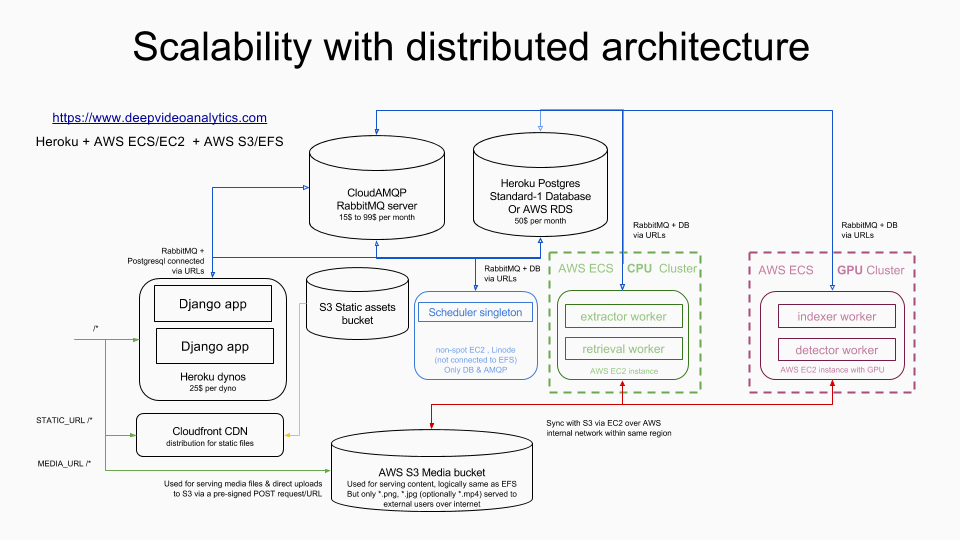 Scalability with distributed architecture
https://www.deepvideoanalytics.com
Heroku + AWS ECS/EC2 + AWS S3/EFS
CloudAMQP
RabbitMQ server
15$ to 99$ per month
Heroku Postgres
Standard-1 Database
Or AWS RDS
50$ per month
RabbitMQ + DB
via URLs
RabbitMQ + DB
via URLs
RabbitMQ +
Postgresql connected
via URLs
RabbitMQ + DB
via URLs
AWS ECS CPU Cluster
AWS ECS GPU Cluster
Django app
Django app
Heroku dynos
25$ per dyno
S3 Static assets
bucket
Scheduler singleton
non-spot EC2 , Linode
(not connected to EFS)
Only DB & AMQP
extractor worker
retrieval worker
AWS EC2 instance
indexer worker
detector worker
AWS EC2 instance with GPU
/*
STATIC_URL /*
MEDIA_URL /*
Cloudfront CDN
distribution for static files
Sync with S3 via EC2 over AWS
internal network within same region
Used for serving media files & direct uploads
to S3 via a pre-signed POST request/URL
AWS S3 Media bucket
Used for serving content, logically same as EFS
But only *.png, *.jpg (optionally *.mp4) served to
external users over internet